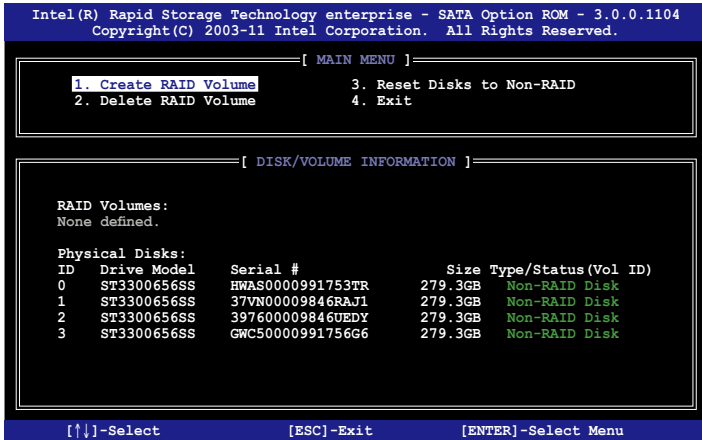 Intel(R) Rapid Storage Technology enterprise - SATA Option ROM - 3.0.0.1104
Copyright(C) 2003-11 Intel Corporation. All Rights Reserved.
[ MAIN MENU ]
1. Create RAID Volume 3. Reset Disks to Non-RAID
2. Delete RAID Volume 4. Exit
[ DISK/VOLUME INFORMATION ]
RAID Volumes:
None defined.
Physical Disks:
ID Drive Model Serial # Size Type/Status(Vol ID)
0 ST3300656SS HWAS0000991753TR 279.3GB Non-RAID Disk
1 ST3300656SS 37VN00009846RAJ1 279.3GB Non-RAID Disk
2 ST3300656SS 397600009846UEDY 279.3GB Non-RAID Disk
3 ST3300656SS GWC50000991756G6 279.3GB Non-RAID Disk
[↑↓]-Select [ESC]-Exit [ENTER]-Select Menu